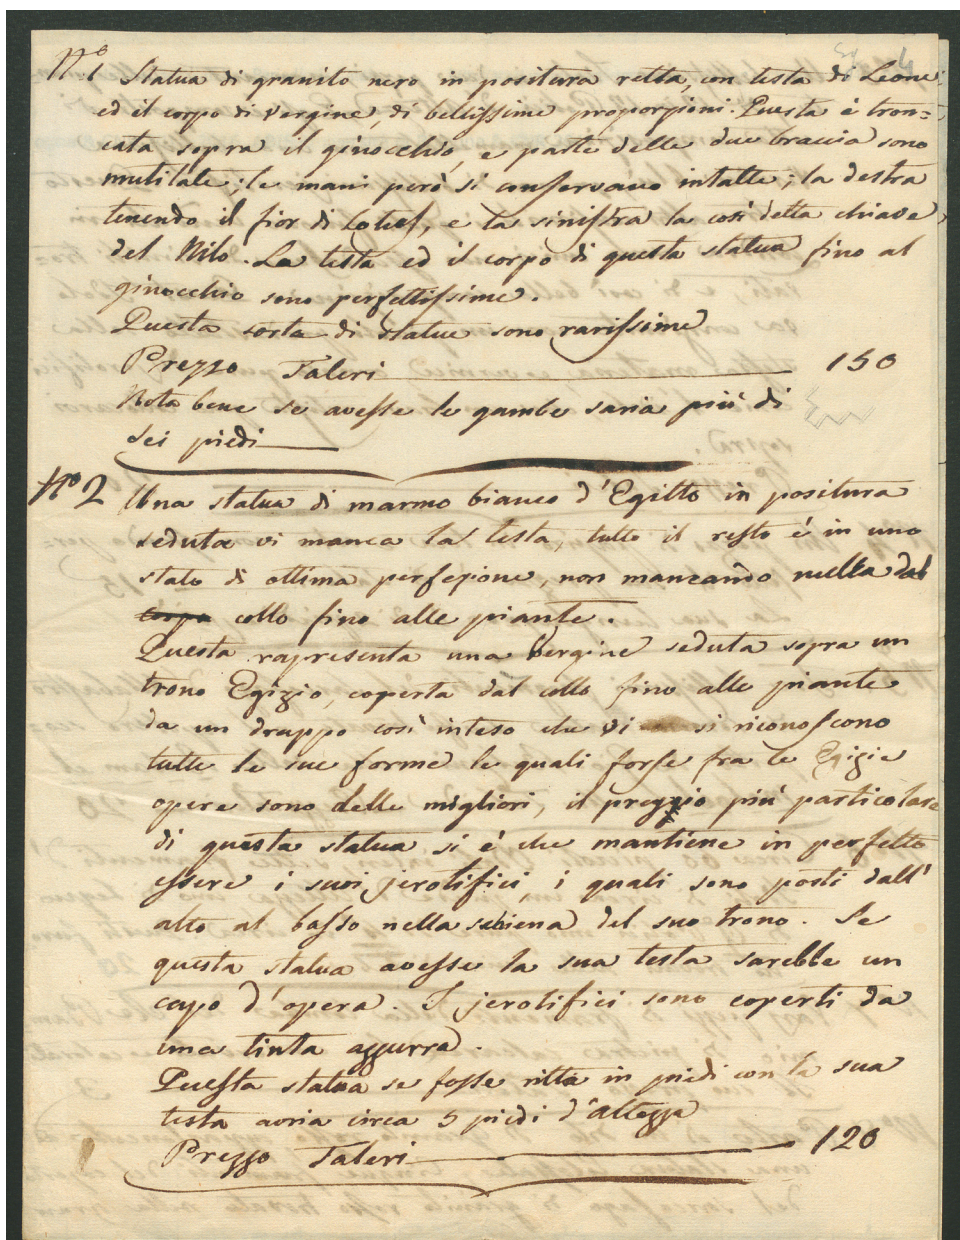 4
N.º 1 Statua di granito nero in positura retta, con testa di Leone
ed il corpo di vergine, di bellissime proporzioni. Questa è tron=
cata sopra il ginocchio, e parte delle due braccia sono
mutilate; le mani però si conservano intatte; la destra
tenendo il fior di Lotus, e la sinistra la così detta chiave
del Nilo. La testa ed il corpo di questa statua fino al
ginocchio sono perfettissime.
Questa sorta di statue sono rarissime
Prezzo Taleri 150
Nota bene se avesse le gambe saria più di
sei piedi
Nº 2 Una statua di marmo bianco d'Egitto in positura
seduta vi manca la testa, tutto il resto è in uno
stato di ottima perfezione, non mancando nulla dal
corpo collo fino alle piante.
Questa rapresenta una Vergine seduta sopra un
trono Egizio, coperta dal collo fino alle piante
da un drappo così inteso che vi si riconoscono
tutte le sue forme le quali forse fra le Egizie
opere sono delle migliori, il preggio più particolare
di questa statua si è che mantiene in perfetto
essere i suoi jerolifici, i quali sono posti dall'
alto al basso nella schiena del suo trono. Se
questa statua avesse la sua testa sarebbe un
capo d'opera. I jerolifici sono coperti da
una tinta azzurra.
Questa statua se fosse ritta in piedi con la sua
testa avria circa 5 piedi d'altezza
Prezzo Taleri 120